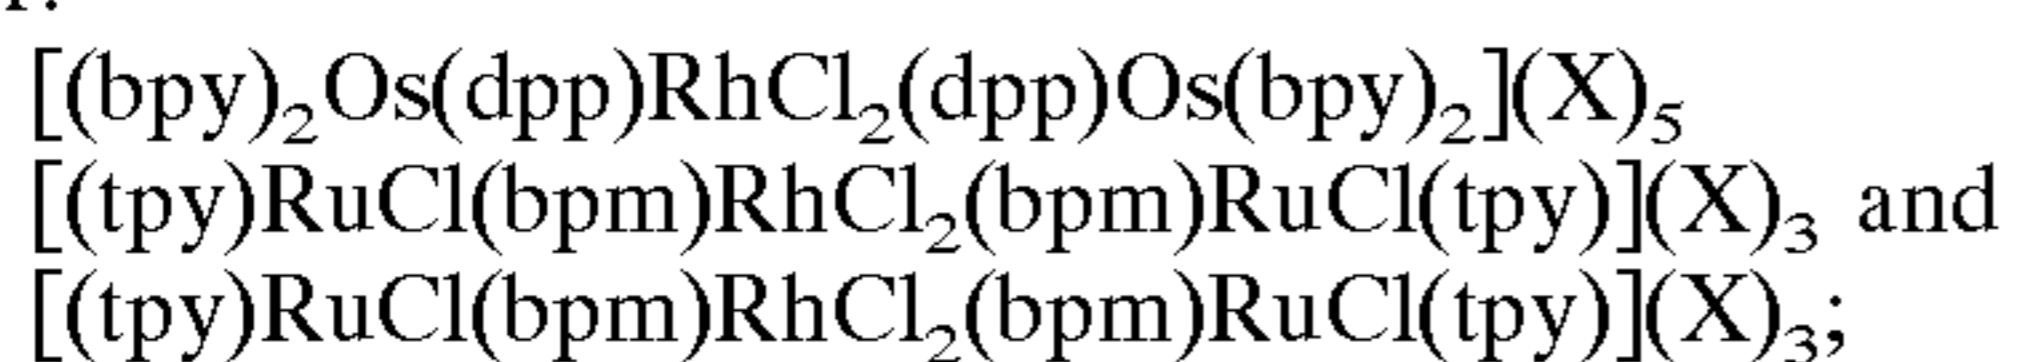 [(bpy)₂Os(dpp)RhCl₂(dpp)Os(bpy)₂](X)₅
[(tpy)RuCl(bpm)RhCl₂(bpm)RuCl(tpy)](X)₃ and
[(tpy)RuCl(bpm)RhCl₂(bpm)RuCl(tpy)](X)₃;